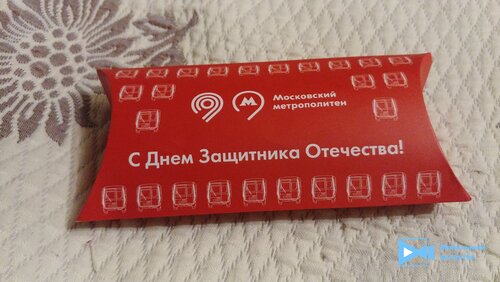 Московский
метрополитен
С Днем Защитника Отечества!